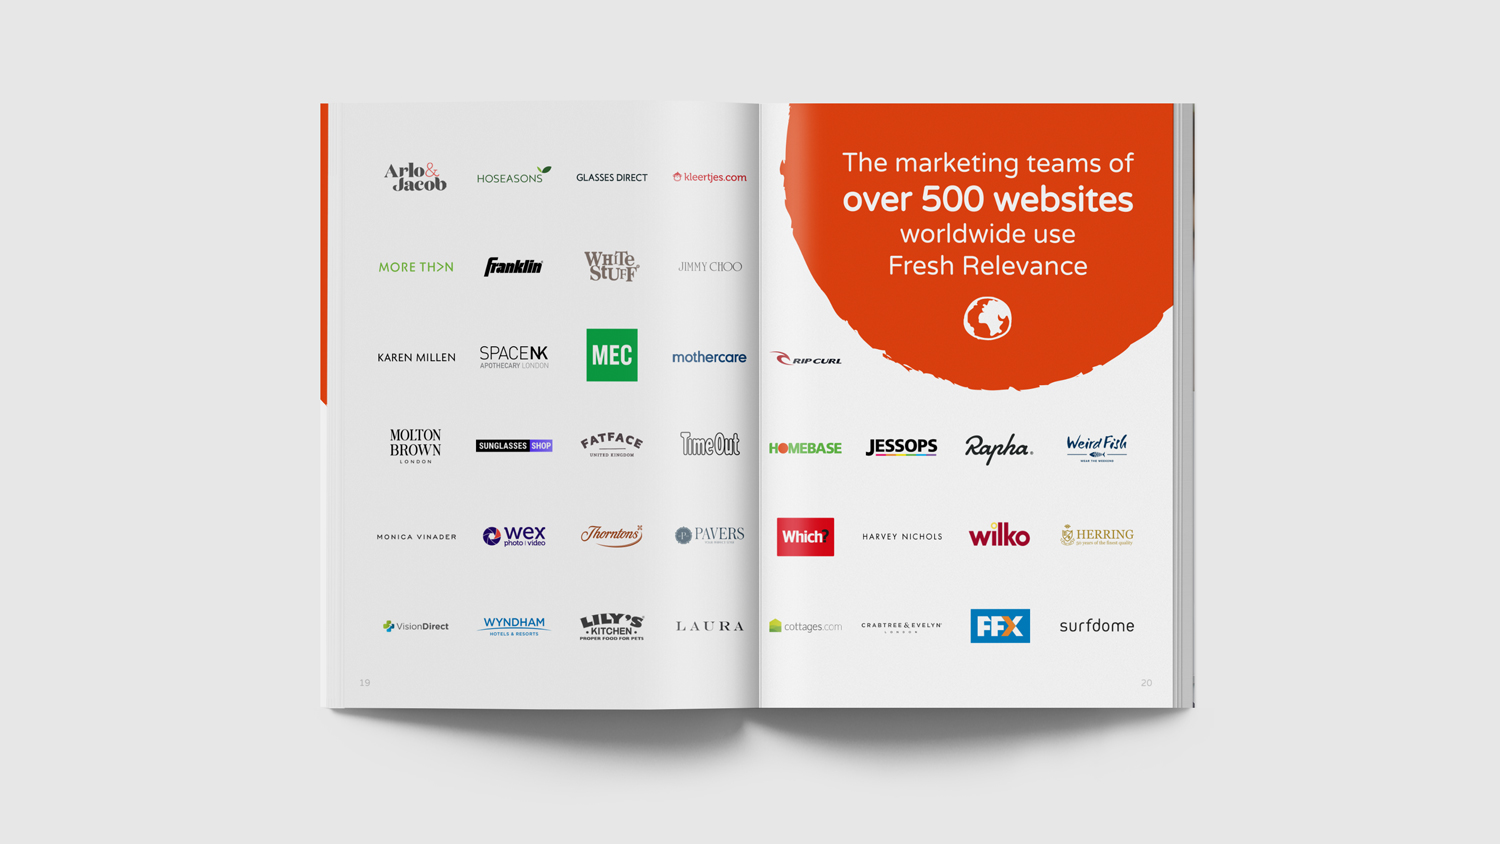 Arlo&
Jacob
HOSEASONS
GLASSES DIRECT
kleertjes.com
MORE TH>N
Franklin
WHITE
STUFF
JIMMY CHOO
KAREN MILLEN
SPACENK
APOTHECARY LONDON
MEC
mothercare
MOLTON
BROWN
LONDON
SUNGLASSES SHOP
FATFACE
UNITED KINGDOM
TimeOut
MONICA VINADER
wex
photo video
Thorntons
PAVERS
VisionDirect
WYNDHAM
HOTELS & RESORTS
LILY'S
KITCHEN
PROPER FOOD FOR PETS
LAURA
19
The marketing teams of
over 500 websites
worldwide use
Fresh Relevance
RIP CURL
HOMEBASE
JESSOPS
Rapha.
Weird Fish
Which?
HARVEY NICHOLS
wilko
HERRING
cottages.com
CRABTREE & EVELYN
LONDON
FFX
surfdome
20